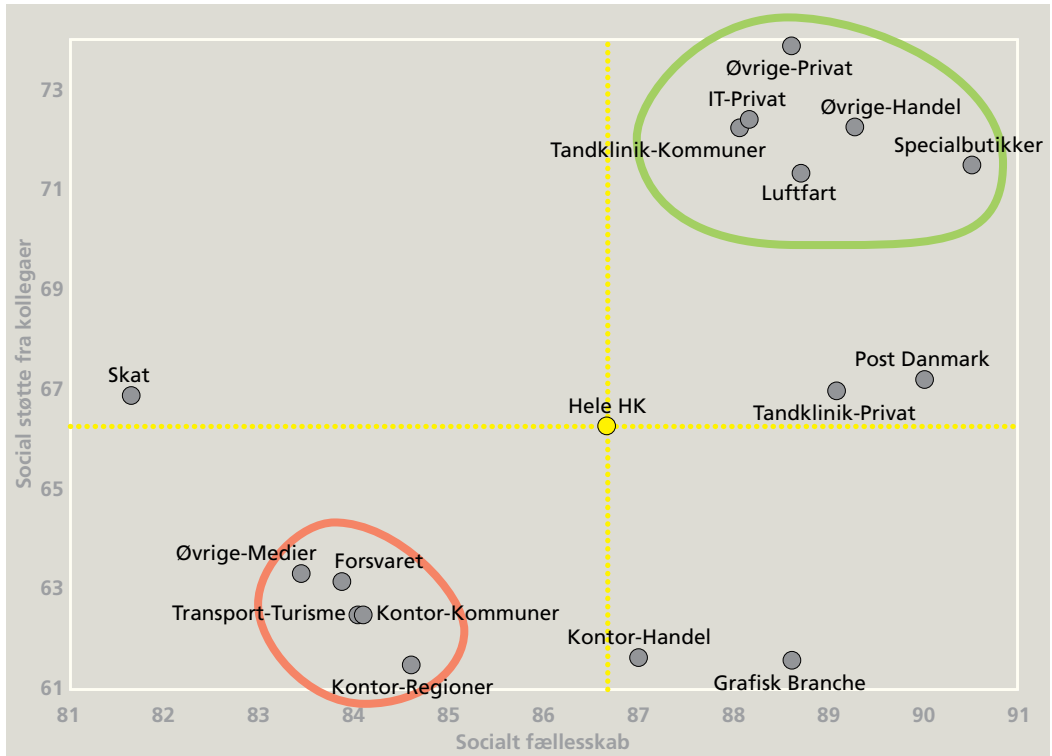 73
71
69
67
65
63
61
Social støtte fra kollegaer
Øvrige-Privat
IT-Privat
Øvrige-Handel
Tandklinik-Kommuner
Specialbutikker
Luftfart
Skat
Post Danmark
Hele HK
Tandklinik-Privat
Øvrige-Medier
Forsvaret
Transport-Turisme
Kontor-Kommuner
Kontor-Handel
Kontor-Regioner
Grafisk Branche
81 82 83 84 85 86 87 88 89 90 91
Socialt fællesskab